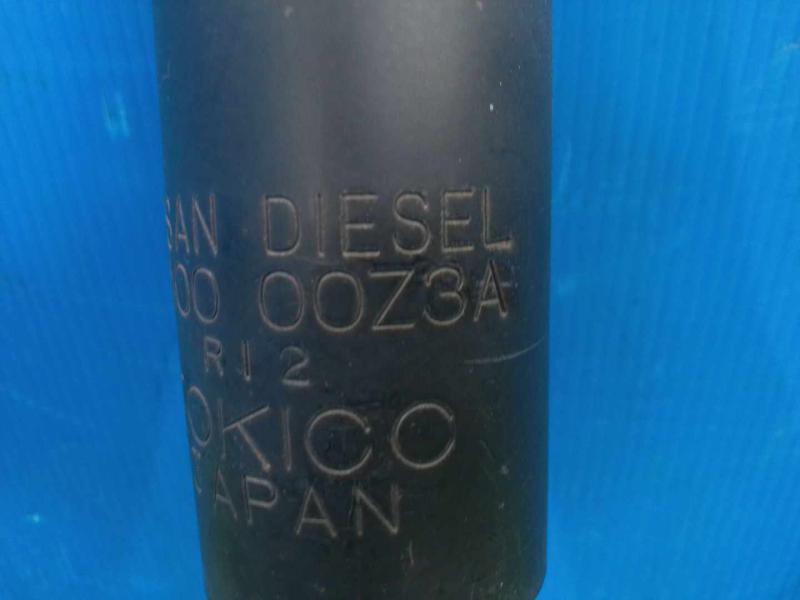 SAN DIESEL
00 00Z3A
R12
OKICO
JAPAN